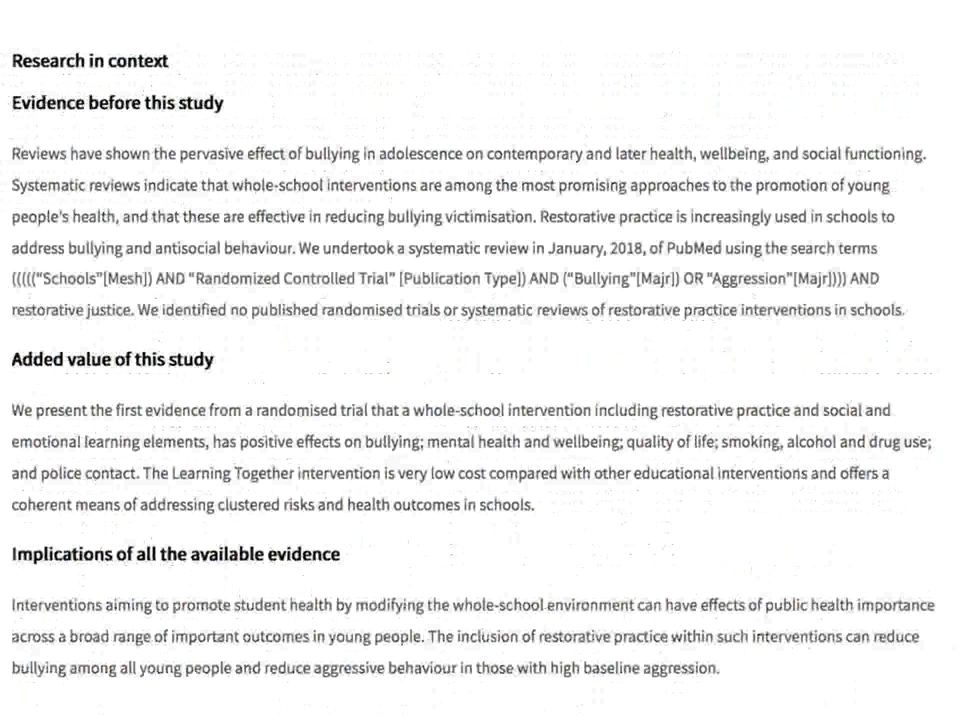 Research in context
Evidence before this study
Reviews have shown the pervasive effect of bullying in adolescence on contemporary and later health, wellbeing, and social functioning.
Systematic reviews indicate that whole-school interventions are among the most promising approaches to the promotion of young
people's health, and that these are effective in reducing bullying victimisation. Restorative practice is increasingly used in schools to
address bullying and antisocial behaviour. We undertook a systematic review in January, 2018, of PubMed using the search terms
((((("Schools"[Mesh]) AND "Randomized Controlled Trial" [Publication Type]) AND ("Bullying"[Majr]) OR "Aggression"[Majr]))) AND
restorative justice. We identified no published randomised trials or systematic reviews of restorative practice interventions in schools.
Added value of this study
We present the first evidence from a randomised trial that a whole-school intervention including restorative practice and social and
emotional learning elements, has positive effects on bullying; mental health and wellbeing; quality of life; smoking, alcohol and drug use;
and police contact. The Learning Together intervention is very low cost compared with other educational interventions and offers a
coherent means of addressing clustered risks and health outcomes in schools.
Implications of all the available evidence
Interventions aiming to promote student health by modifying the whole-school environment can have effects of public health importance
across a broad range of important outcomes in young people. The inclusion of restorative practice within such interventions can reduce
bullying among all young people and reduce aggressive behaviour in those with high baseline aggression.